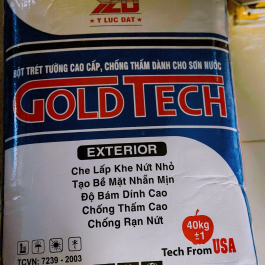 Y LUC DAT
BỘT TRÉT TƯỜNG CAO CẤP, CHỐNG THẤM DÀNH CHO SƠN NƯỚC
GOLDTECH
EXTERIOR
Che Lấp Khe Nứt Nhỏ
Tạo Bề Mặt Nhẵn Mịn
Độ Bám Dính Cao
Chống Thấm Cao
Chống Rạn Nứt
40kg
±1
Tech From USA
TCVN: 7239 - 2003